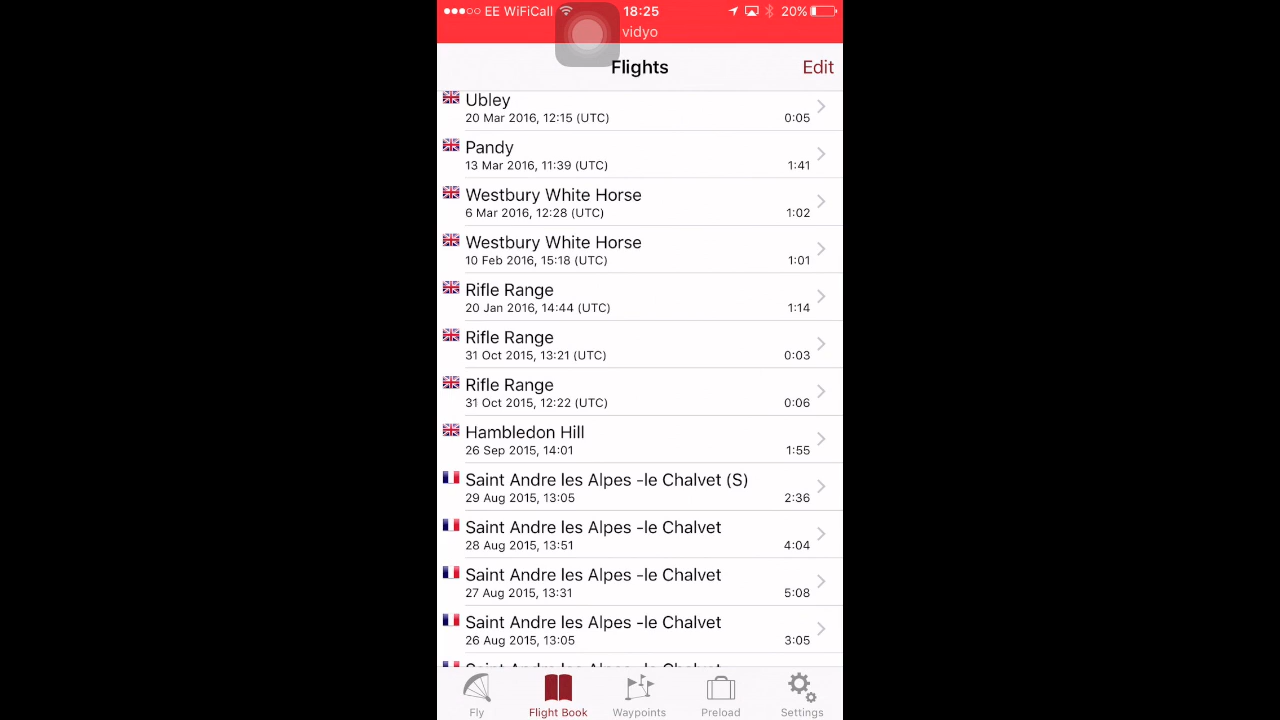 EE WiFiCall 18:25 20%
vidyo
Flights Edit
Ubley
20 Mar 2016, 12:15 (UTC) 0:05
Pandy
13 Mar 2016, 11:39 (UTC) 1:41
Westbury White Horse
6 Mar 2016, 12:28 (UTC) 1:02
Westbury White Horse
10 Feb 2016, 15:18 (UTC) 1:01
Rifle Range
20 Jan 2016, 14:44 (UTC) 1:14
Rifle Range
31 Oct 2015, 13:21 (UTC) 0:03
Rifle Range
31 Oct 2015, 12:22 (UTC) 0:06
Hambledon Hill
26 Sep 2015, 14:01 1:55
Saint Andre les Alpes -le Chalvet (S)
29 Aug 2015, 13:05 2:36
Saint Andre les Alpes -le Chalvet
28 Aug 2015, 13:51 4:04
Saint Andre les Alpes -le Chalvet
27 Aug 2015, 13:31 5:08
Saint Andre les Alpes -le Chalvet
26 Aug 2015, 13:05 3:05
Saint Andre les Alpes -le Chalvet
Fly Flight Book Waypoints Preload Settings